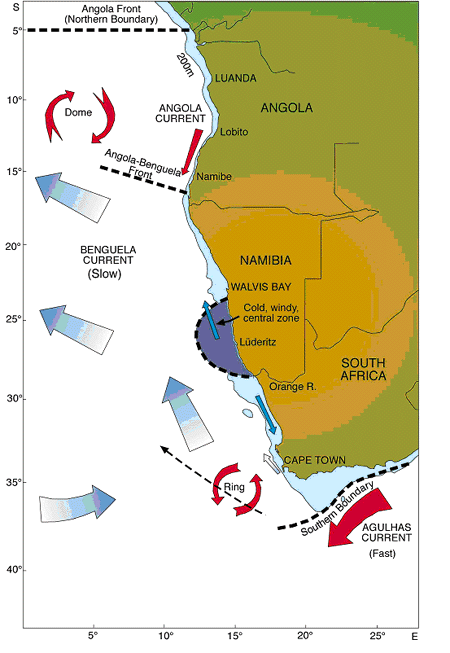 S
Angola Front
(Northern Boundary)
5°
200m
LUANDA
10°
Dome
ANGOLA
CURRENT
ANGOLA
Lobito
Angola-Benguela
Front
15°
Namibe
20°
BENGUELA
CURRENT
(Slow)
NAMIBIA
WALVIS BAY
Cold, windy,
central zone
25°
Lüderitz
SOUTH
AFRICA
Orange R.
30°
CAPE TOWN
Ring
35°
Southern Boundary
AGULHAS
CURRENT
(Fast)
40°
5°
10°
15°
20°
25°
E